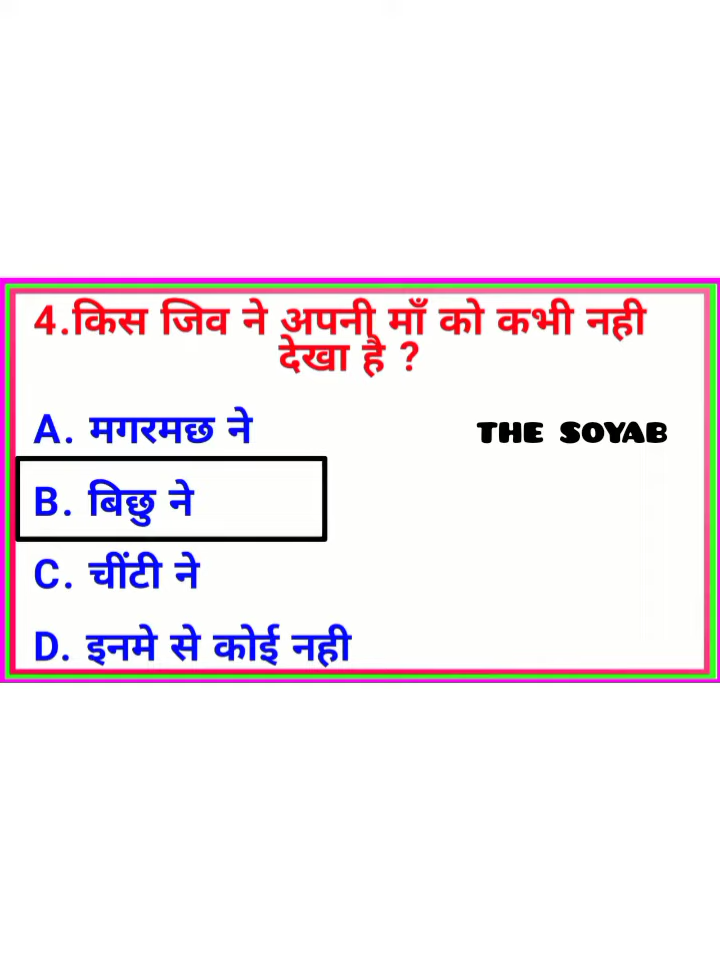 4.किस जिव ने अपनी माँ को कभी नही
देखा है ?
A. मगरमछ ने
THE SOYAB
B. बिछु ने
C. चींटी ने
D. इनमे से कोई नही